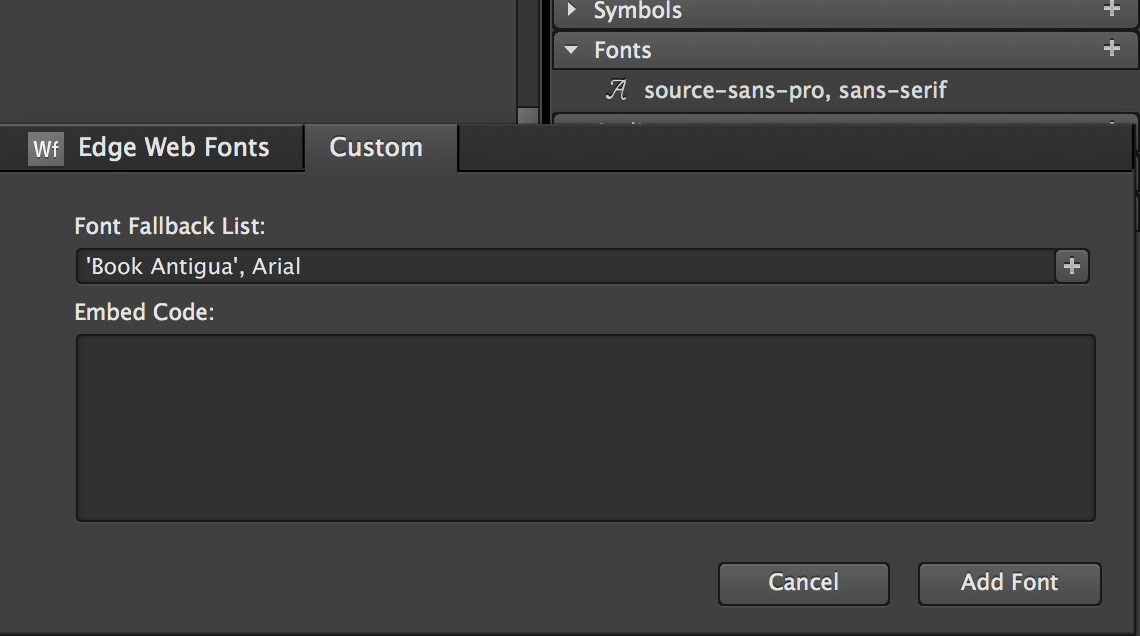 Symbols
Fonts
source-sans-pro, sans-serif
Wf Edge Web Fonts
Custom
Font Fallback List:
'Book Antigua', Arial
Embed Code:
Cancel
Add Font